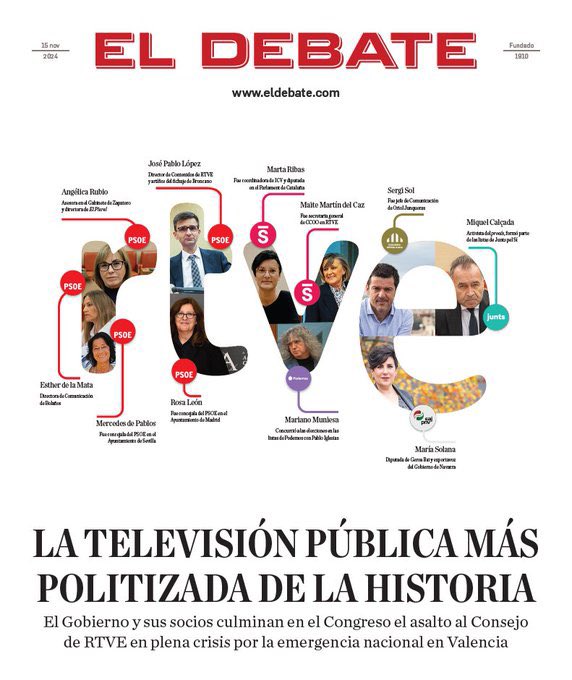 15 nov
2024
EL DEBATE
Fundado
1910
www.eldebate.com
José Pablo López
Director de Contenidos de RTVE
y artífice del fichaje de Broncano
Marta Ribas
Fue coordinadora de ICV y diputada
en el Parlament de Cataluña
Angélica Rubio
Asesora en el Gabinete de Zapatero
y directora de El Plural
Maite Martín del Caz
Fue secretaria general
de CCOO en RTVE
Sergi Sol
Fue jefe de Comunicación
de Oriol Junqueras
Miquel Calçada
Activista del procés, formó parte
de las listas de Junts pel Sí
PSOE
PSOE
S
PSOE
S
junts
PSOE
PSOE
rtve
Podemos
Esther de la Mata
Directora de Comunicación
de Bolaños
Rosa León
Fue concejala del PSOE en el
Ayuntamiento de Madrid
Mercedes de Pablos
Fue concejala del PSOE en el
Ayuntamiento de Sevilla
Mariano Muniesa
Concurrió a las elecciones en las
listas de Podemos con Pablo Iglesias
María Solana
Diputada de Geroa Bai y exportavoz
del Gobierno de Navarra
LA TELEVISIÓN PÚBLICA MÁS
POLITIZADA DE LA HISTORIA
El Gobierno y sus socios culminan en el Congreso el asalto al Consejo
de RTVE en plena crisis por la emergencia nacional en Valencia